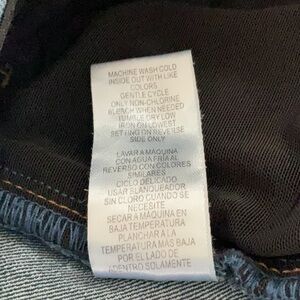 MACHINE WASH COLD
INSIDE OUT WITH LIKE
COLORS
GENTLE CYCLE
ONLY NON-CHLORINE
BLEACH WHEN NEEDED
TUMBLE DRY LOW
IRON ON LOWEST
SETTING ON REVERSE
SIDE ONLY
LAVAR A MAQUINA
CON AGUA FRIA AL
REVERSO CON COLORES
SIMILARES
CICLO DELICADO
USAR BLANQUEADOR
SIN CLORO CUANDO SE
NECESITE
SECAR A MAQUINA EN
BAJA TEMPERATURA
PLANCHAR A LA
TEMPERATURA MAS BAJA
POR EL LADO DE
ADENTRO SOLAMENTE